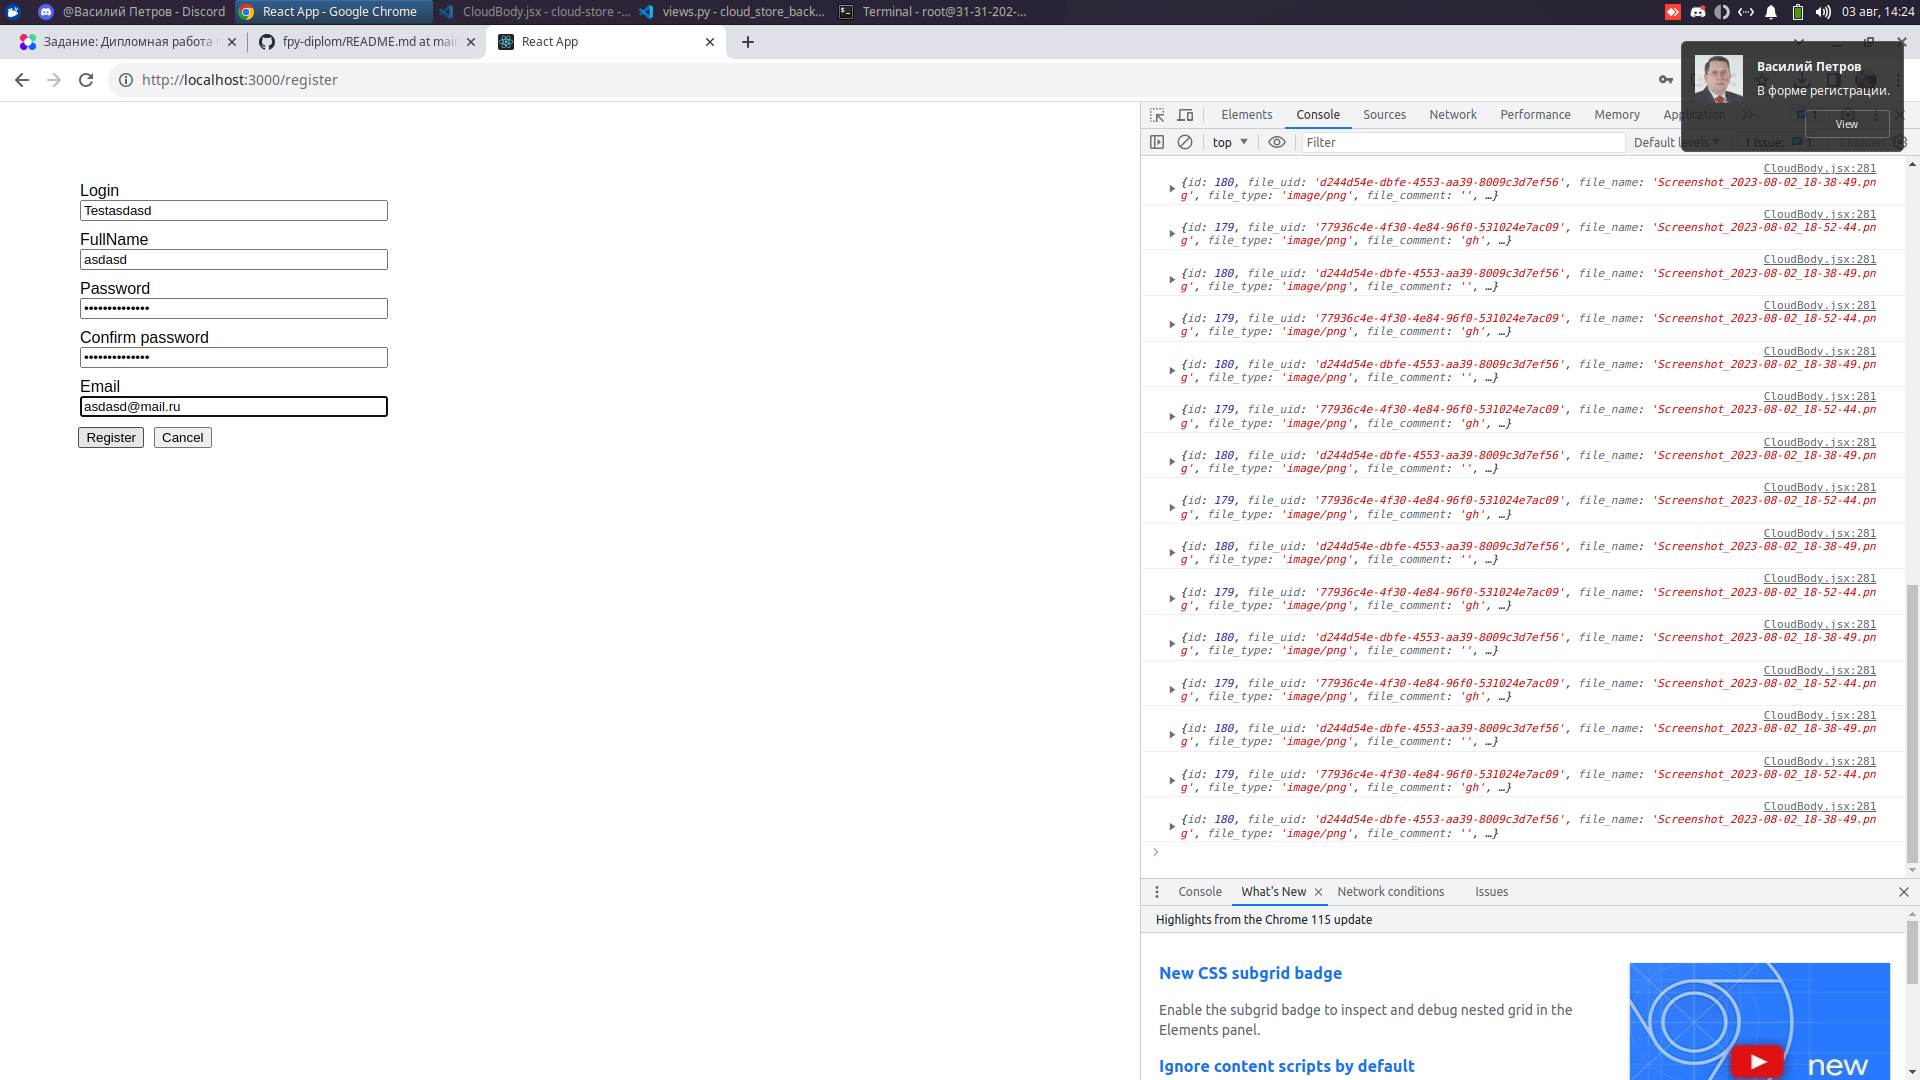 @Василий Петров - Discord
React App - Google Chrome
CloudBody.jsx - cloud-store -...
views.py - cloud_store_back...
Terminal - root@31-31-202-...
03 авг, 14:24
Задание: Дипломная работа
fpy-diplom/README.md at mai
React App
http://localhost:3000/register
Василий Петров
В форме регистрации.
View
Login
Testasdasd
FullName
asdasd
Password
••••••••••••••
Confirm password
••••••••••••••
Email
asdasd@mail.ru
Register Cancel
Elements Console Sources Network Performance Memory Application
top Filter Default levels 1 Issue: 1 3 hidden
CloudBody.jsx:281
{id: 180, file_uid: 'd244d54e-dbfe-4553-aa39-8009c3d7ef56', file_name: 'Screenshot_2023-08-02_18-38-49.pn
g', file_type: 'image/png', file_comment: '', …}
CloudBody.jsx:281
{id: 179, file_uid: '77936c4e-4f30-4e84-96f0-531024e7ac09', file_name: 'Screenshot_2023-08-02_18-52-44.pn
g', file_type: 'image/png', file_comment: 'gh', …}
CloudBody.jsx:281
{id: 180, file_uid: 'd244d54e-dbfe-4553-aa39-8009c3d7ef56', file_name: 'Screenshot_2023-08-02_18-38-49.pn
g', file_type: 'image/png', file_comment: '', …}
CloudBody.jsx:281
{id: 179, file_uid: '77936c4e-4f30-4e84-96f0-531024e7ac09', file_name: 'Screenshot_2023-08-02_18-52-44.pn
g', file_type: 'image/png', file_comment: 'gh', …}
CloudBody.jsx:281
{id: 180, file_uid: 'd244d54e-dbfe-4553-aa39-8009c3d7ef56', file_name: 'Screenshot_2023-08-02_18-38-49.pn
g', file_type: 'image/png', file_comment: '', …}
CloudBody.jsx:281
{id: 179, file_uid: '77936c4e-4f30-4e84-96f0-531024e7ac09', file_name: 'Screenshot_2023-08-02_18-52-44.pn
g', file_type: 'image/png', file_comment: 'gh', …}
CloudBody.jsx:281
{id: 180, file_uid: 'd244d54e-dbfe-4553-aa39-8009c3d7ef56', file_name: 'Screenshot_2023-08-02_18-38-49.pn
g', file_type: 'image/png', file_comment: '', …}
CloudBody.jsx:281
{id: 179, file_uid: '77936c4e-4f30-4e84-96f0-531024e7ac09', file_name: 'Screenshot_2023-08-02_18-52-44.pn
g', file_type: 'image/png', file_comment: 'gh', …}
CloudBody.jsx:281
{id: 180, file_uid: 'd244d54e-dbfe-4553-aa39-8009c3d7ef56', file_name: 'Screenshot_2023-08-02_18-38-49.pn
g', file_type: 'image/png', file_comment: '', …}
CloudBody.jsx:281
{id: 179, file_uid: '77936c4e-4f30-4e84-96f0-531024e7ac09', file_name: 'Screenshot_2023-08-02_18-52-44.pn
g', file_type: 'image/png', file_comment: 'gh', …}
CloudBody.jsx:281
{id: 180, file_uid: 'd244d54e-dbfe-4553-aa39-8009c3d7ef56', file_name: 'Screenshot_2023-08-02_18-38-49.pn
g', file_type: 'image/png', file_comment: '', …}
CloudBody.jsx:281
{id: 179, file_uid: '77936c4e-4f30-4e84-96f0-531024e7ac09', file_name: 'Screenshot_2023-08-02_18-52-44.pn
g', file_type: 'image/png', file_comment: 'gh', …}
CloudBody.jsx:281
{id: 180, file_uid: 'd244d54e-dbfe-4553-aa39-8009c3d7ef56', file_name: 'Screenshot_2023-08-02_18-38-49.pn
g', file_type: 'image/png', file_comment: '', …}
CloudBody.jsx:281
{id: 179, file_uid: '77936c4e-4f30-4e84-96f0-531024e7ac09', file_name: 'Screenshot_2023-08-02_18-52-44.pn
g', file_type: 'image/png', file_comment: 'gh', …}
CloudBody.jsx:281
{id: 180, file_uid: 'd244d54e-dbfe-4553-aa39-8009c3d7ef56', file_name: 'Screenshot_2023-08-02_18-38-49.pn
g', file_type: 'image/png', file_comment: '', …}
Console What's New Network conditions Issues
Highlights from the Chrome 115 update
New CSS subgrid badge
Enable the subgrid badge to inspect and debug nested grid in the
Elements panel.
Ignore content scripts by default
new